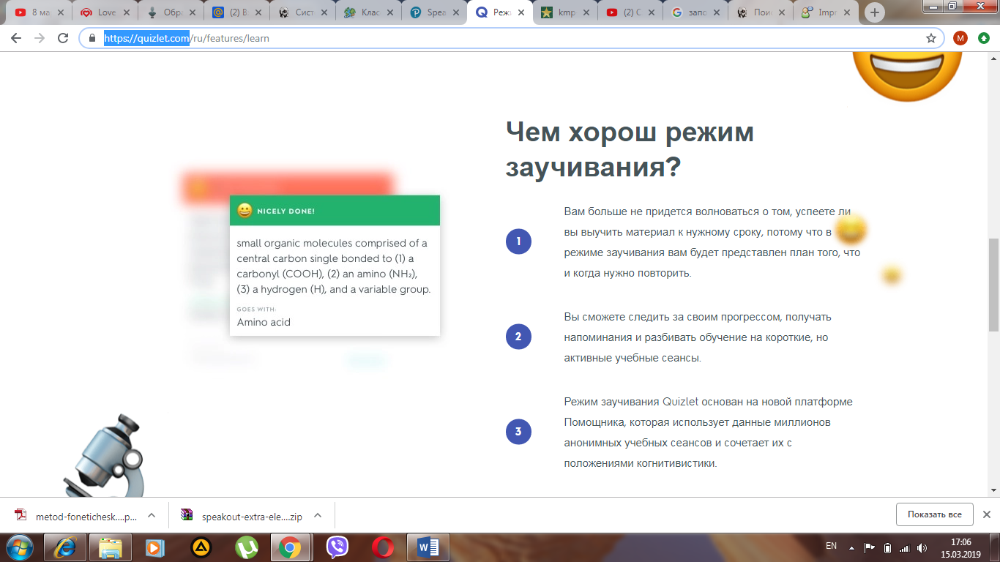 8 ма
Love
Обра
(2) В
Сист
Клас
Spea
Реж
kmp
(2) С
запо
Поис
Impr
https://quizlet.com/ru/features/learn
M
Чем хорош режим
заучивания?
NICELY DONE!
small organic molecules comprised of a
central carbon single bonded to (1) a
carbonyl (COOH), (2) an amino (NH₂),
(3) a hydrogen (H), and a variable group.
GOES WITH:
Amino acid
1
Вам больше не придется волноваться о том, успеете ли
вы выучить материал к нужному сроку, потому что в
режиме заучивания вам будет представлен план того, что
и когда нужно повторить.
2
Вы сможете следить за своим прогрессом, получать
напоминания и разбивать обучение на короткие, но
активные учебные сеансы.
3
Режим заучивания Quizlet основан на новой платформе
Помощника, которая использует данные миллионов
анонимных учебных сеансов и сочетает их с
положениями когнитивистики.
metod-fonetichesk....p...
speakout-extra-ele....zip
Показать все
EN
17:06
15.03.2019